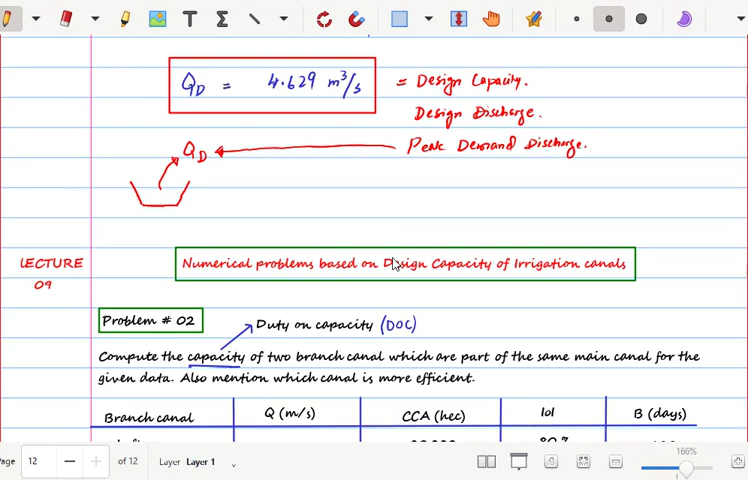 Q_D = 4.629 m³/s = Design Capacity.
Design Discharge.
Q_D Peak Demand Discharge.
LECTURE
09
Numerical problems based on Design Capacity of Irrigation canals
Problem # 02
Duty on capacity (DOC)
Compute the capacity of two branch canal which are part of the same main canal for the
given data. Also mention which canal is more efficient.
Branch canal Q (m/s) CCA (hec) IoI B (days)
Page 12 of 12 Layer Layer 1 166%